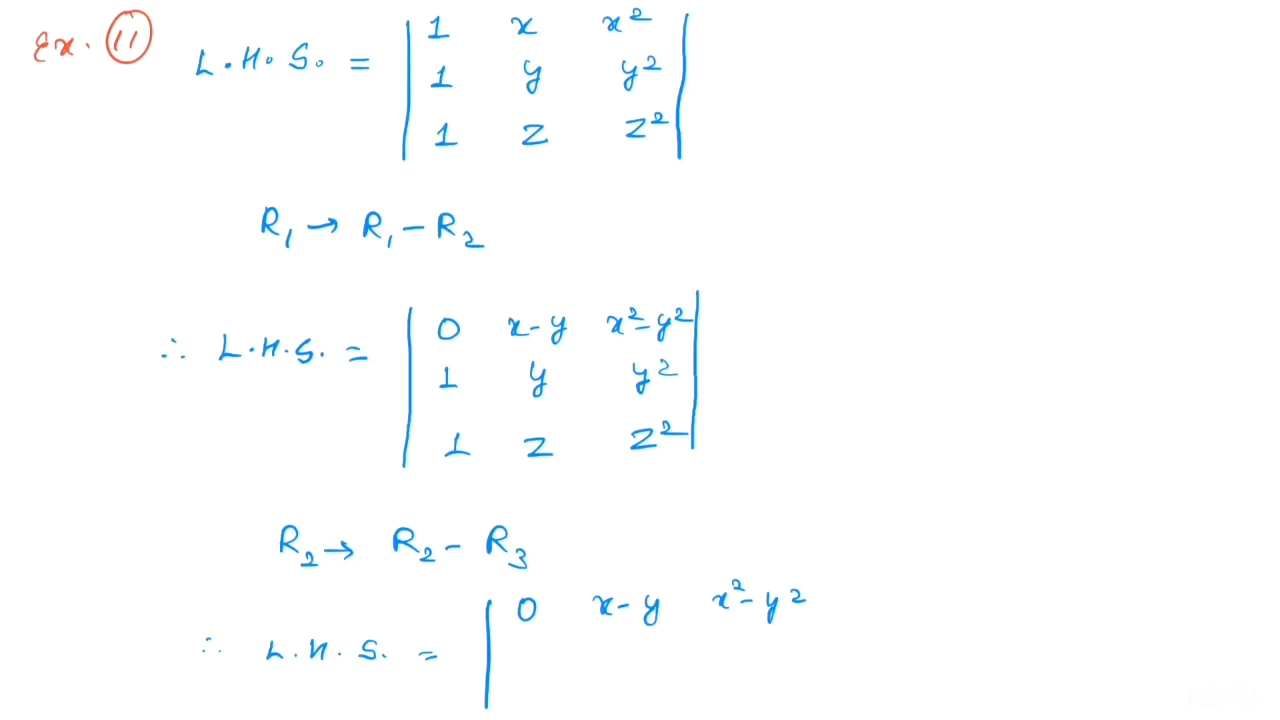 Ex. 11
L.H.S. = | 1 x x² |
| 1 y y² |
| 1 z z² |
R₁ → R₁ - R₂
∴ L.H.S. = | 0 x-y x²-y² |
| 1 y y² |
| 1 z z² |
R₂ → R₂ - R₃
∴ L.H.S. = | 0 x-y x²-y²